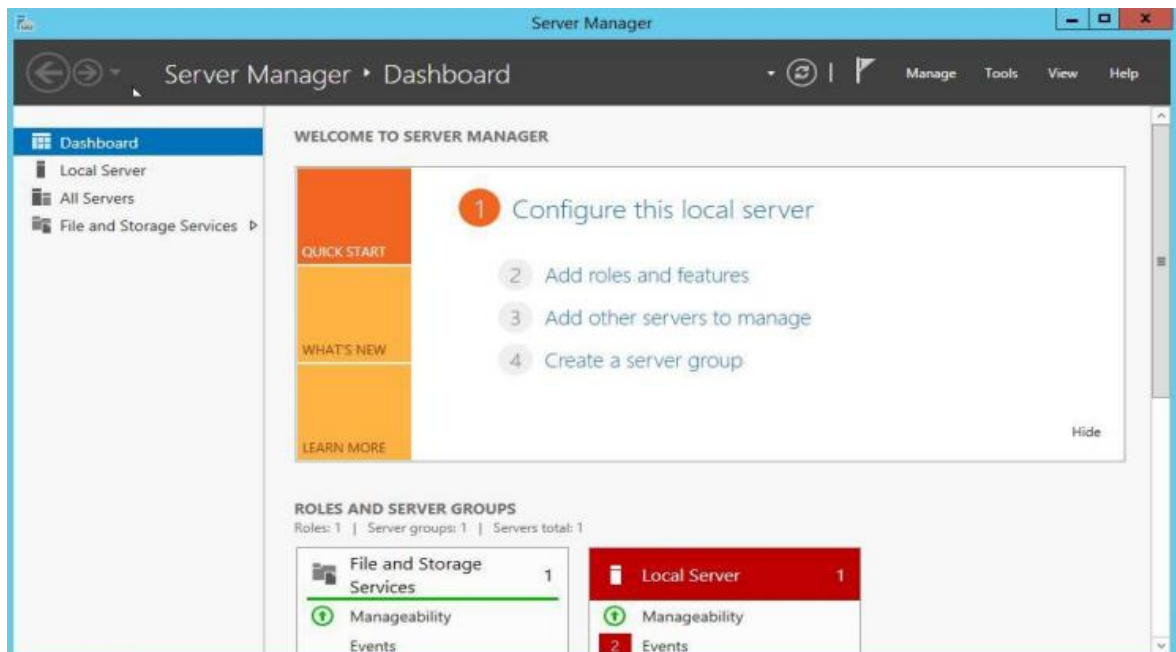 Server Manager
Server Manager ‣ Dashboard
Manage Tools View Help
Dashboard
Local Server
All Servers
File and Storage Services
WELCOME TO SERVER MANAGER
QUICK START
WHAT'S NEW
LEARN MORE
1 Configure this local server
2 Add roles and features
3 Add other servers to manage
4 Create a server group
Hide
ROLES AND SERVER GROUPS
Roles: 1 | Server groups: 1 | Servers total: 1
File and Storage
Services
1
Manageability
Events
Local Server 1
Manageability
2 Events